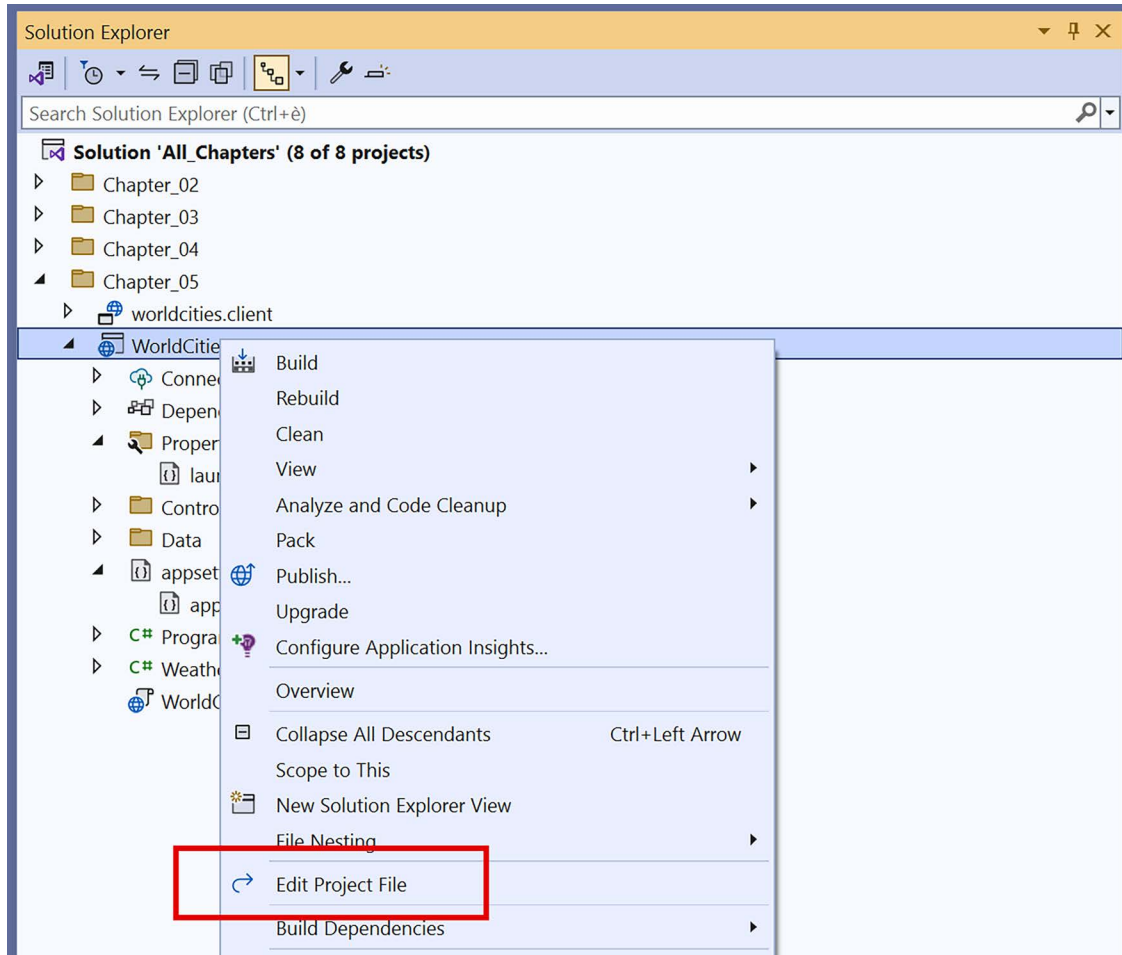 Solution Explorer
Search Solution Explorer (Ctrl+è)
Solution 'All_Chapters' (8 of 8 projects)
Chapter_02
Chapter_03
Chapter_04
Chapter_05
worldcities.client
WorldCitie
Build
Connec
Rebuild
Depen
Clean
Proper
View
laun
Analyze and Code Cleanup
Contro
Pack
Data
Publish...
appset
Upgrade
app
C# Progra
Configure Application Insights...
C# Weathe
Overview
WorldC
Collapse All Descendants Ctrl+Left Arrow
Scope to This
New Solution Explorer View
File Nesting
Edit Project File
Build Dependencies